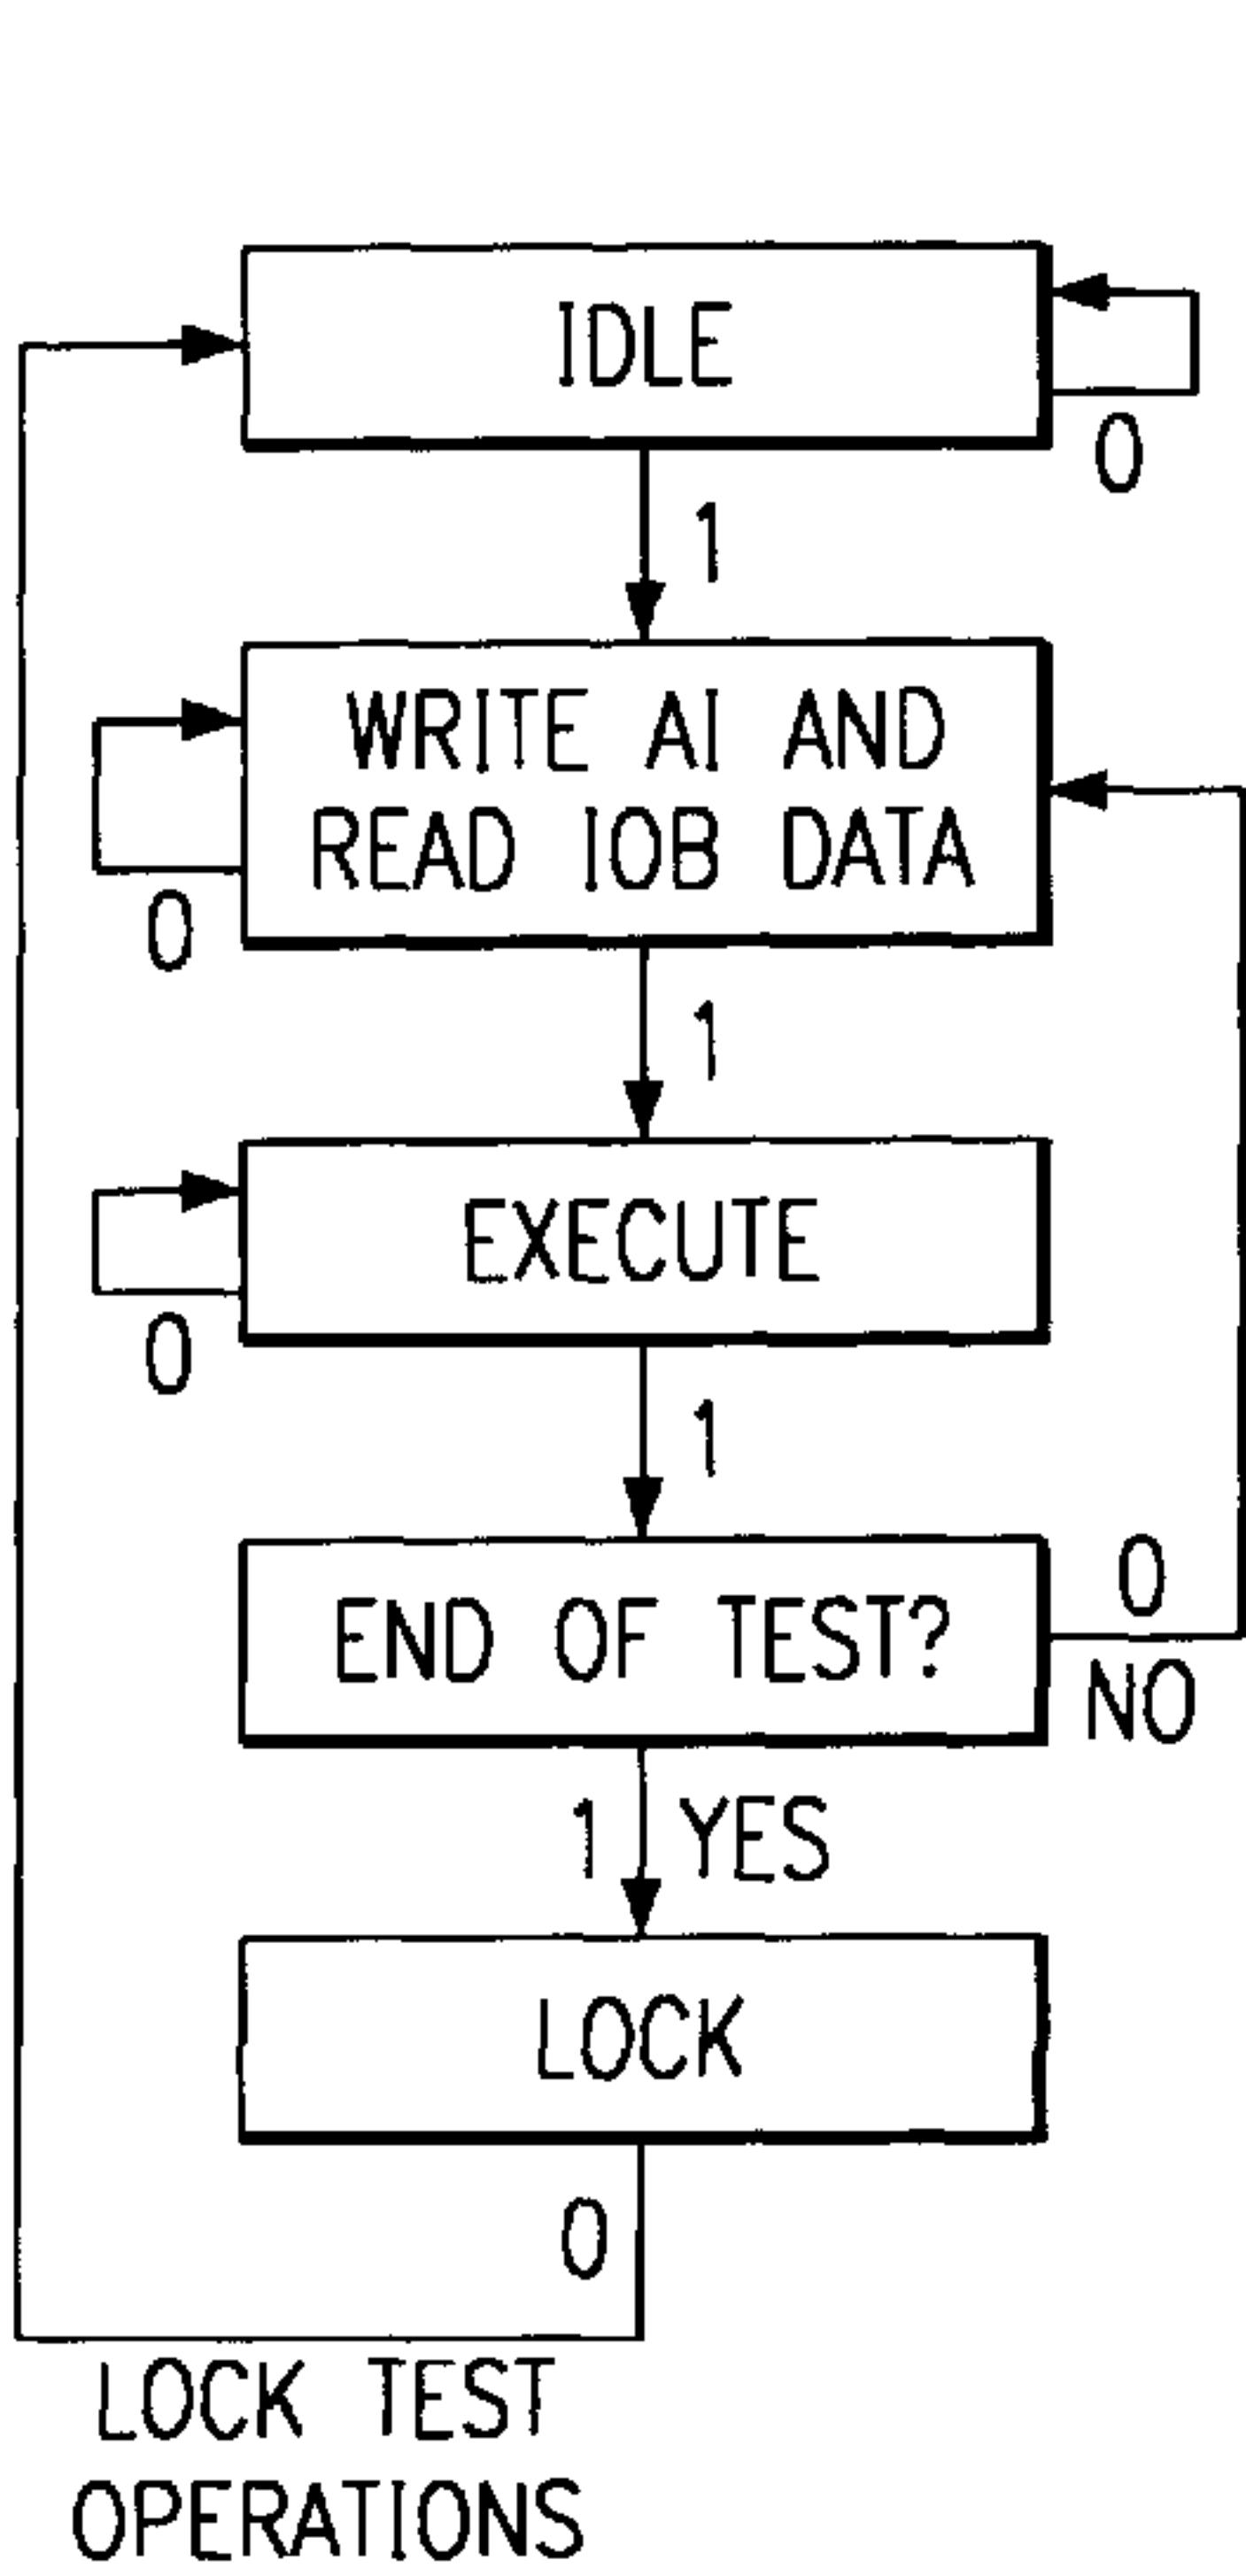 IDLE
0
1
WRITE AI AND
READ IOB DATA
0
1
EXECUTE
0
1
END OF TEST?
0
NO
1 YES
LOCK
0
LOCK TEST
OPERATIONS